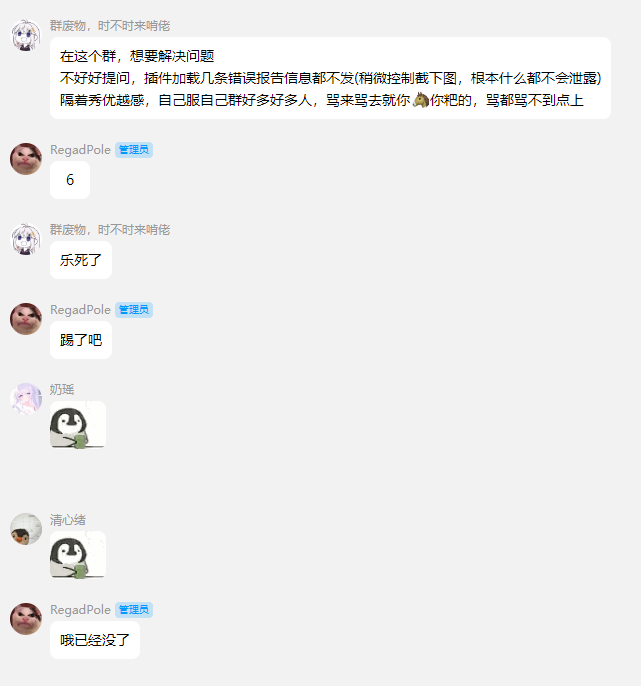 群废物，时不时来啃佬
在这个群，想要解决问题
不好好提问，插件加载几条错误报告信息都不发(稍微控制截下图，根本什么都不会泄露)
隔着秀优越感，自己服自己群好多好多人，骂来骂去就你🐴你粑的，骂都骂不到点上
RegadPole 管理员
6
群废物，时不时来啃佬
乐死了
RegadPole 管理员
踢了吧
奶瑶
清心绪
RegadPole 管理员
哦已经没了